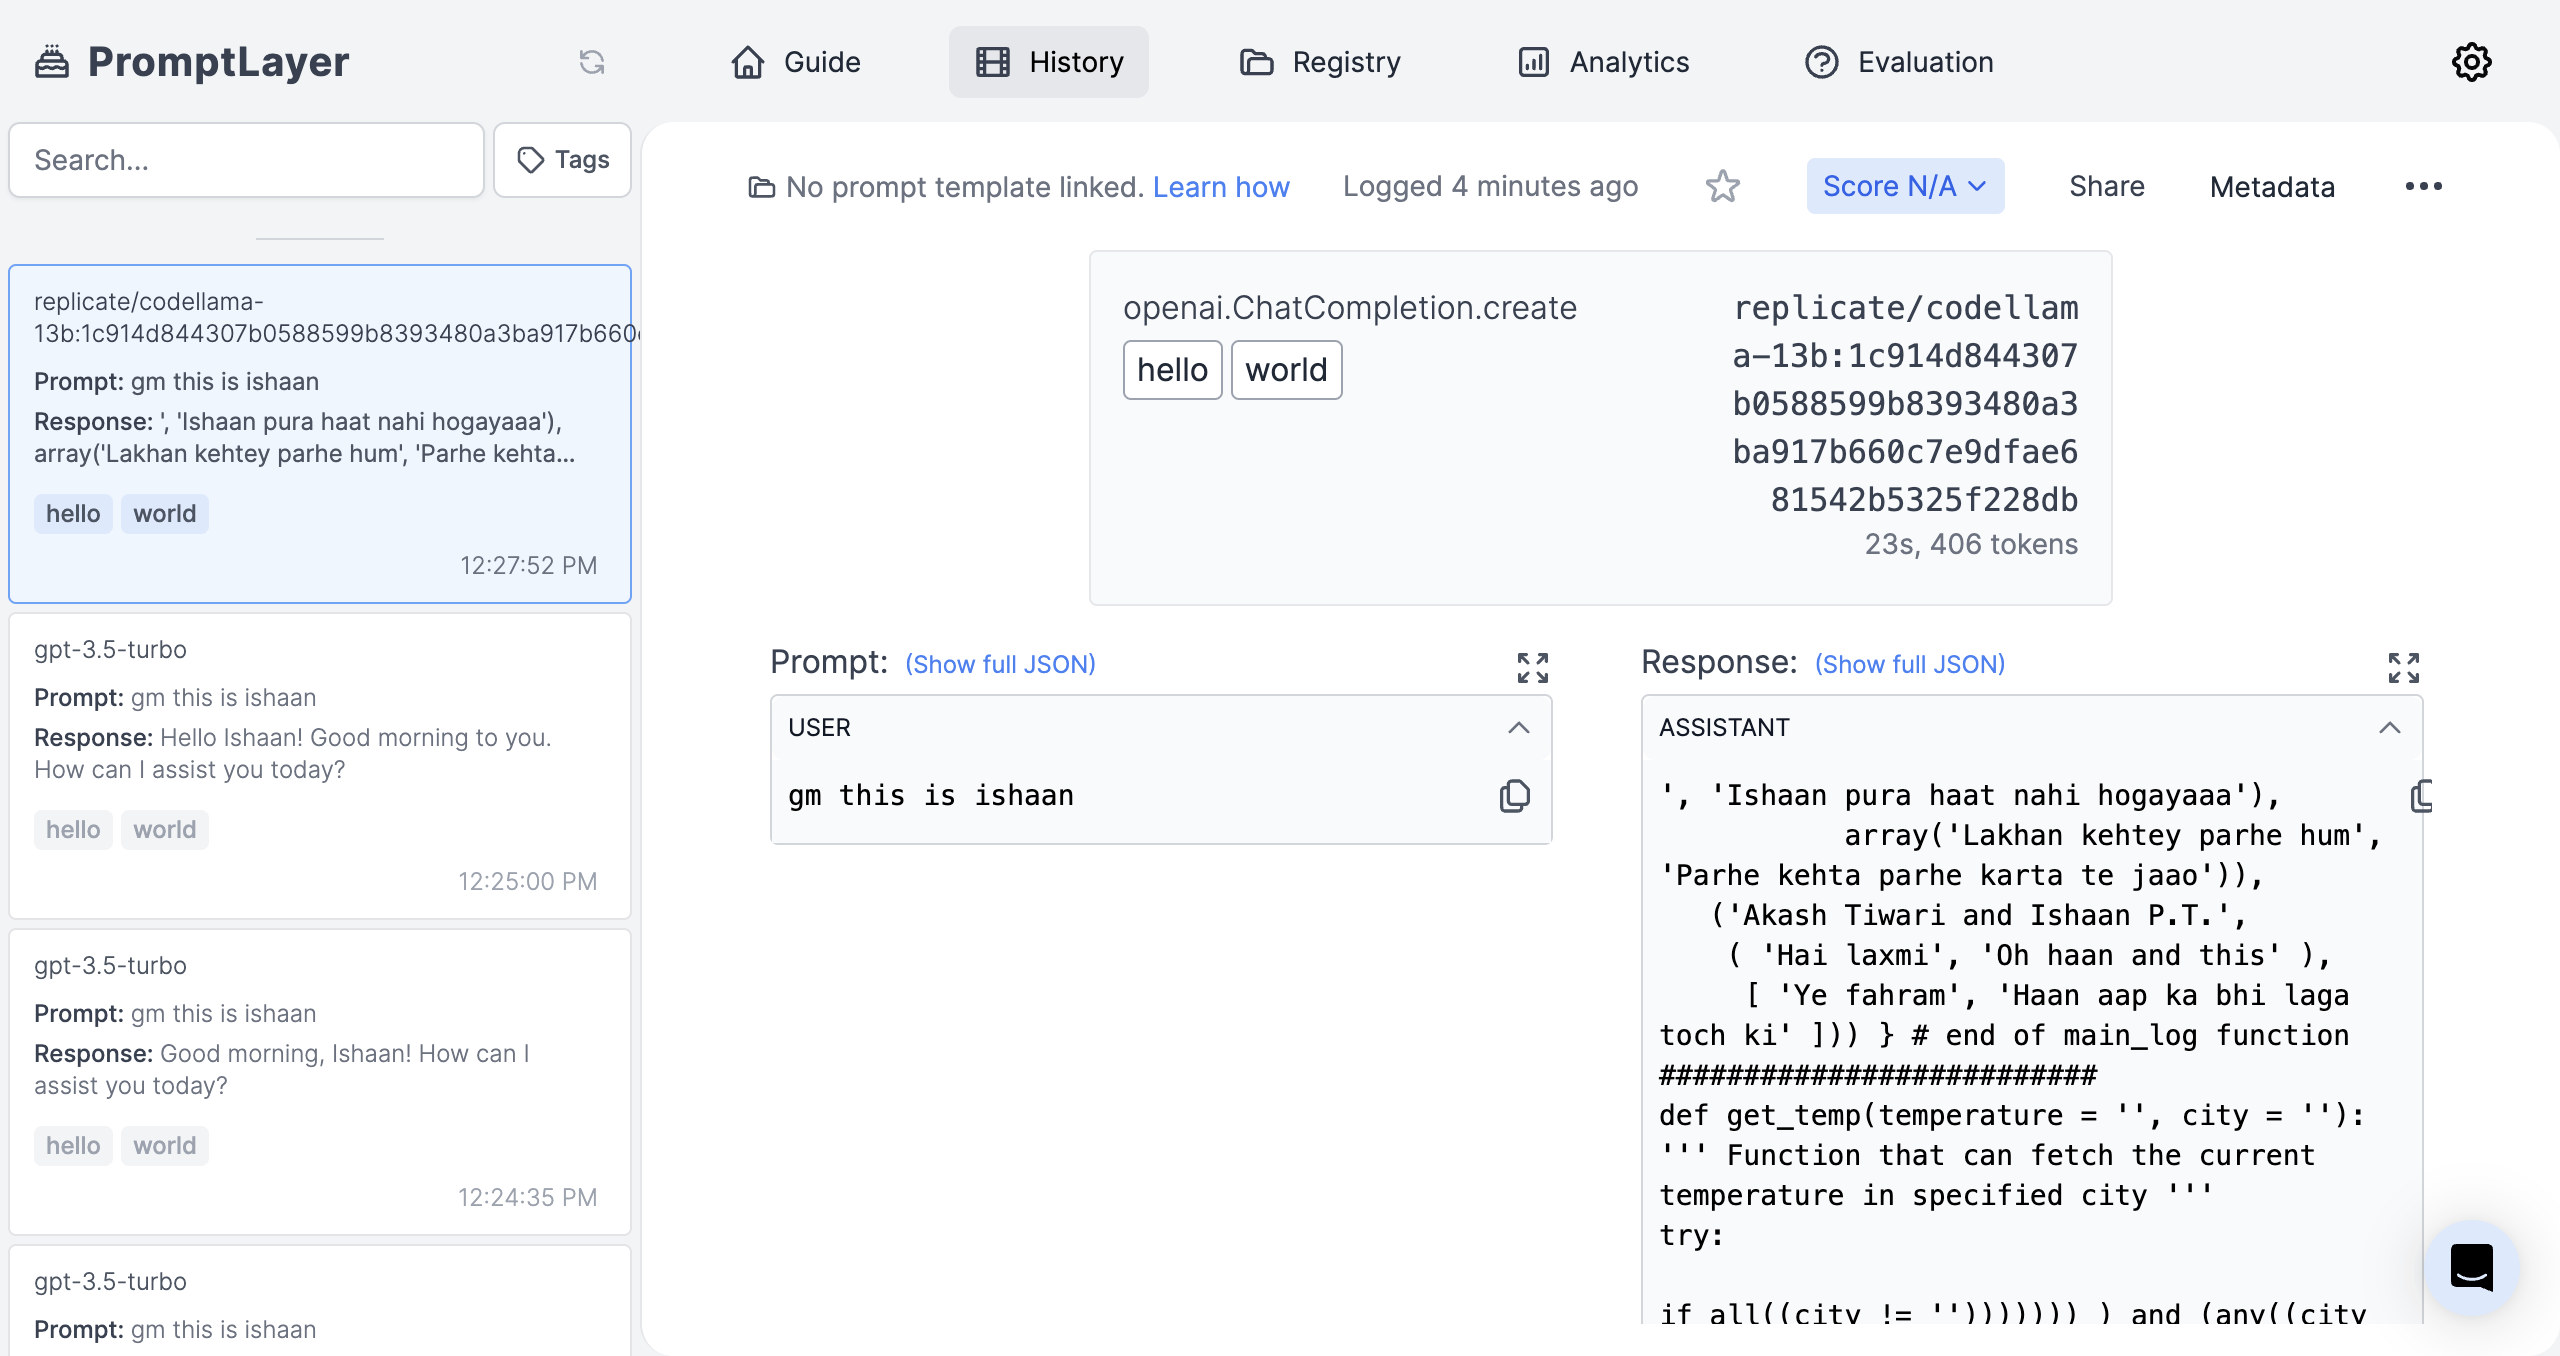 PromptLayer
Guide
History
Registry
Analytics
Evaluation
Search...
Tags
replicate/codellama-
13b:1c914d844307b0588599b8393480a3ba917b660
Prompt: gm this is ishaan
Response: ', 'Ishaan pura haat nahi hogayaaa'),
array('Lakhan kehtey parhe hum', 'Parhe kehta...
hello world
12:27:52 PM
gpt-3.5-turbo
Prompt: gm this is ishaan
Response: Hello Ishaan! Good morning to you.
How can I assist you today?
hello world
12:25:00 PM
gpt-3.5-turbo
Prompt: gm this is ishaan
Response: Good morning, Ishaan! How can I
assist you today?
hello world
12:24:35 PM
gpt-3.5-turbo
Prompt: gm this is ishaan
No prompt template linked. Learn how
Logged 4 minutes ago
Score N/A
Share
Metadata
openai.ChatCompletion.create
hello world
replicate/codellam
a-13b:1c914d844307
b0588599b8393480a3
ba917b660c7e9dfae6
81542b5325f228db
23s, 406 tokens
Prompt: (Show full JSON)
USER
gm this is ishaan
Response: (Show full JSON)
ASSISTANT
', 'Ishaan pura haat nahi hogayaaa'),
array('Lakhan kehtey parhe hum',
'Parhe kehta parhe karta te jaao')),
('Akash Tiwari and Ishaan P.T.',
( 'Hai laxmi', 'Oh haan and this' ),
[ 'Ye fahram', 'Haan aap ka bhi laga
toch ki' ])) } # end of main_log function
##########################
def get_temp(temperature = '', city = ''):
''' Function that can fetch the current
temperature in specified city '''
try:
if all((city != ''))))))) ) and (any((city